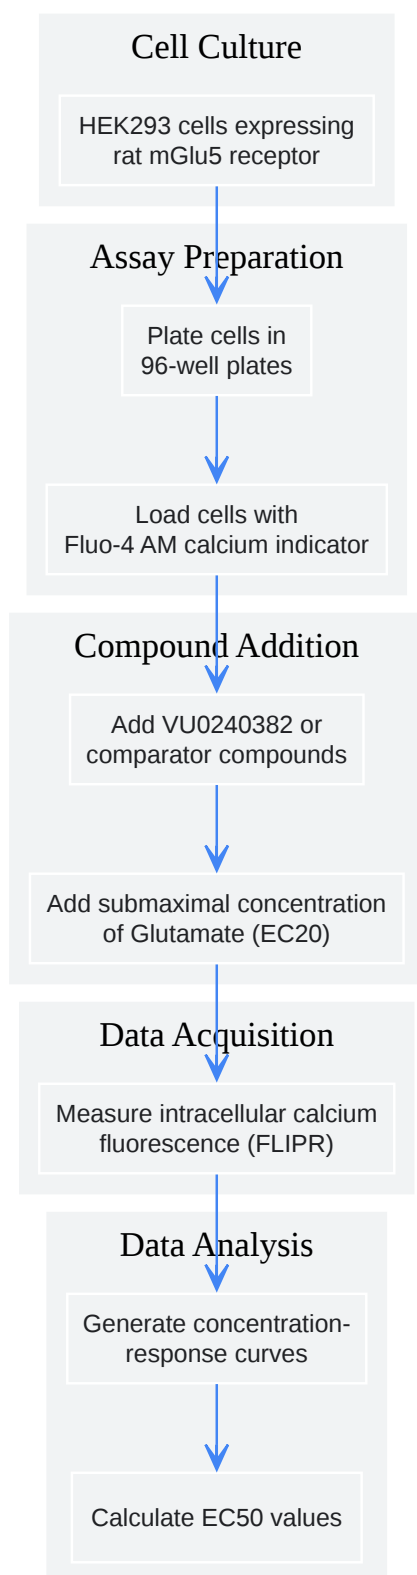 Cell Culture
HEK293 cells expressing
rat mGlu5 receptor
Assay Preparation
Plate cells in
96-well plates
Load cells with
Fluo-4 AM calcium indicator
Compound Addition
Add VU0240382 or
comparator compounds
Add submaximal concentration
of Glutamate (EC20)
Data Acquisition
Measure intracellular calcium
fluorescence (FLIPR)
Data Analysis
Generate concentration-
response curves
Calculate EC50 values